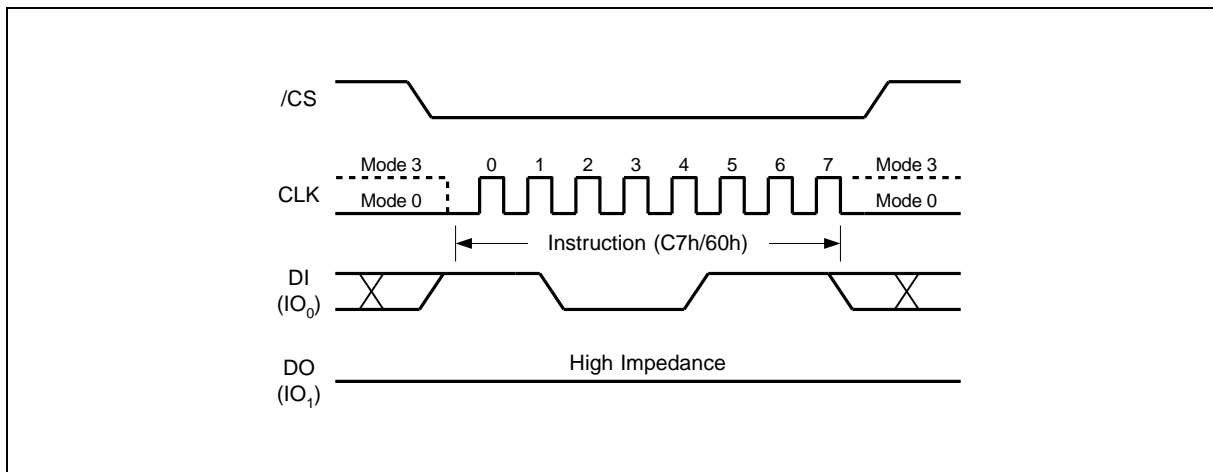 /CS
Mode 3 0 1 2 3 4 5 6 7 Mode 3
CLK
Mode 0 Mode 0
Instruction (C7h/60h)
DI
(IO0)
High Impedance
DO
(IO1)